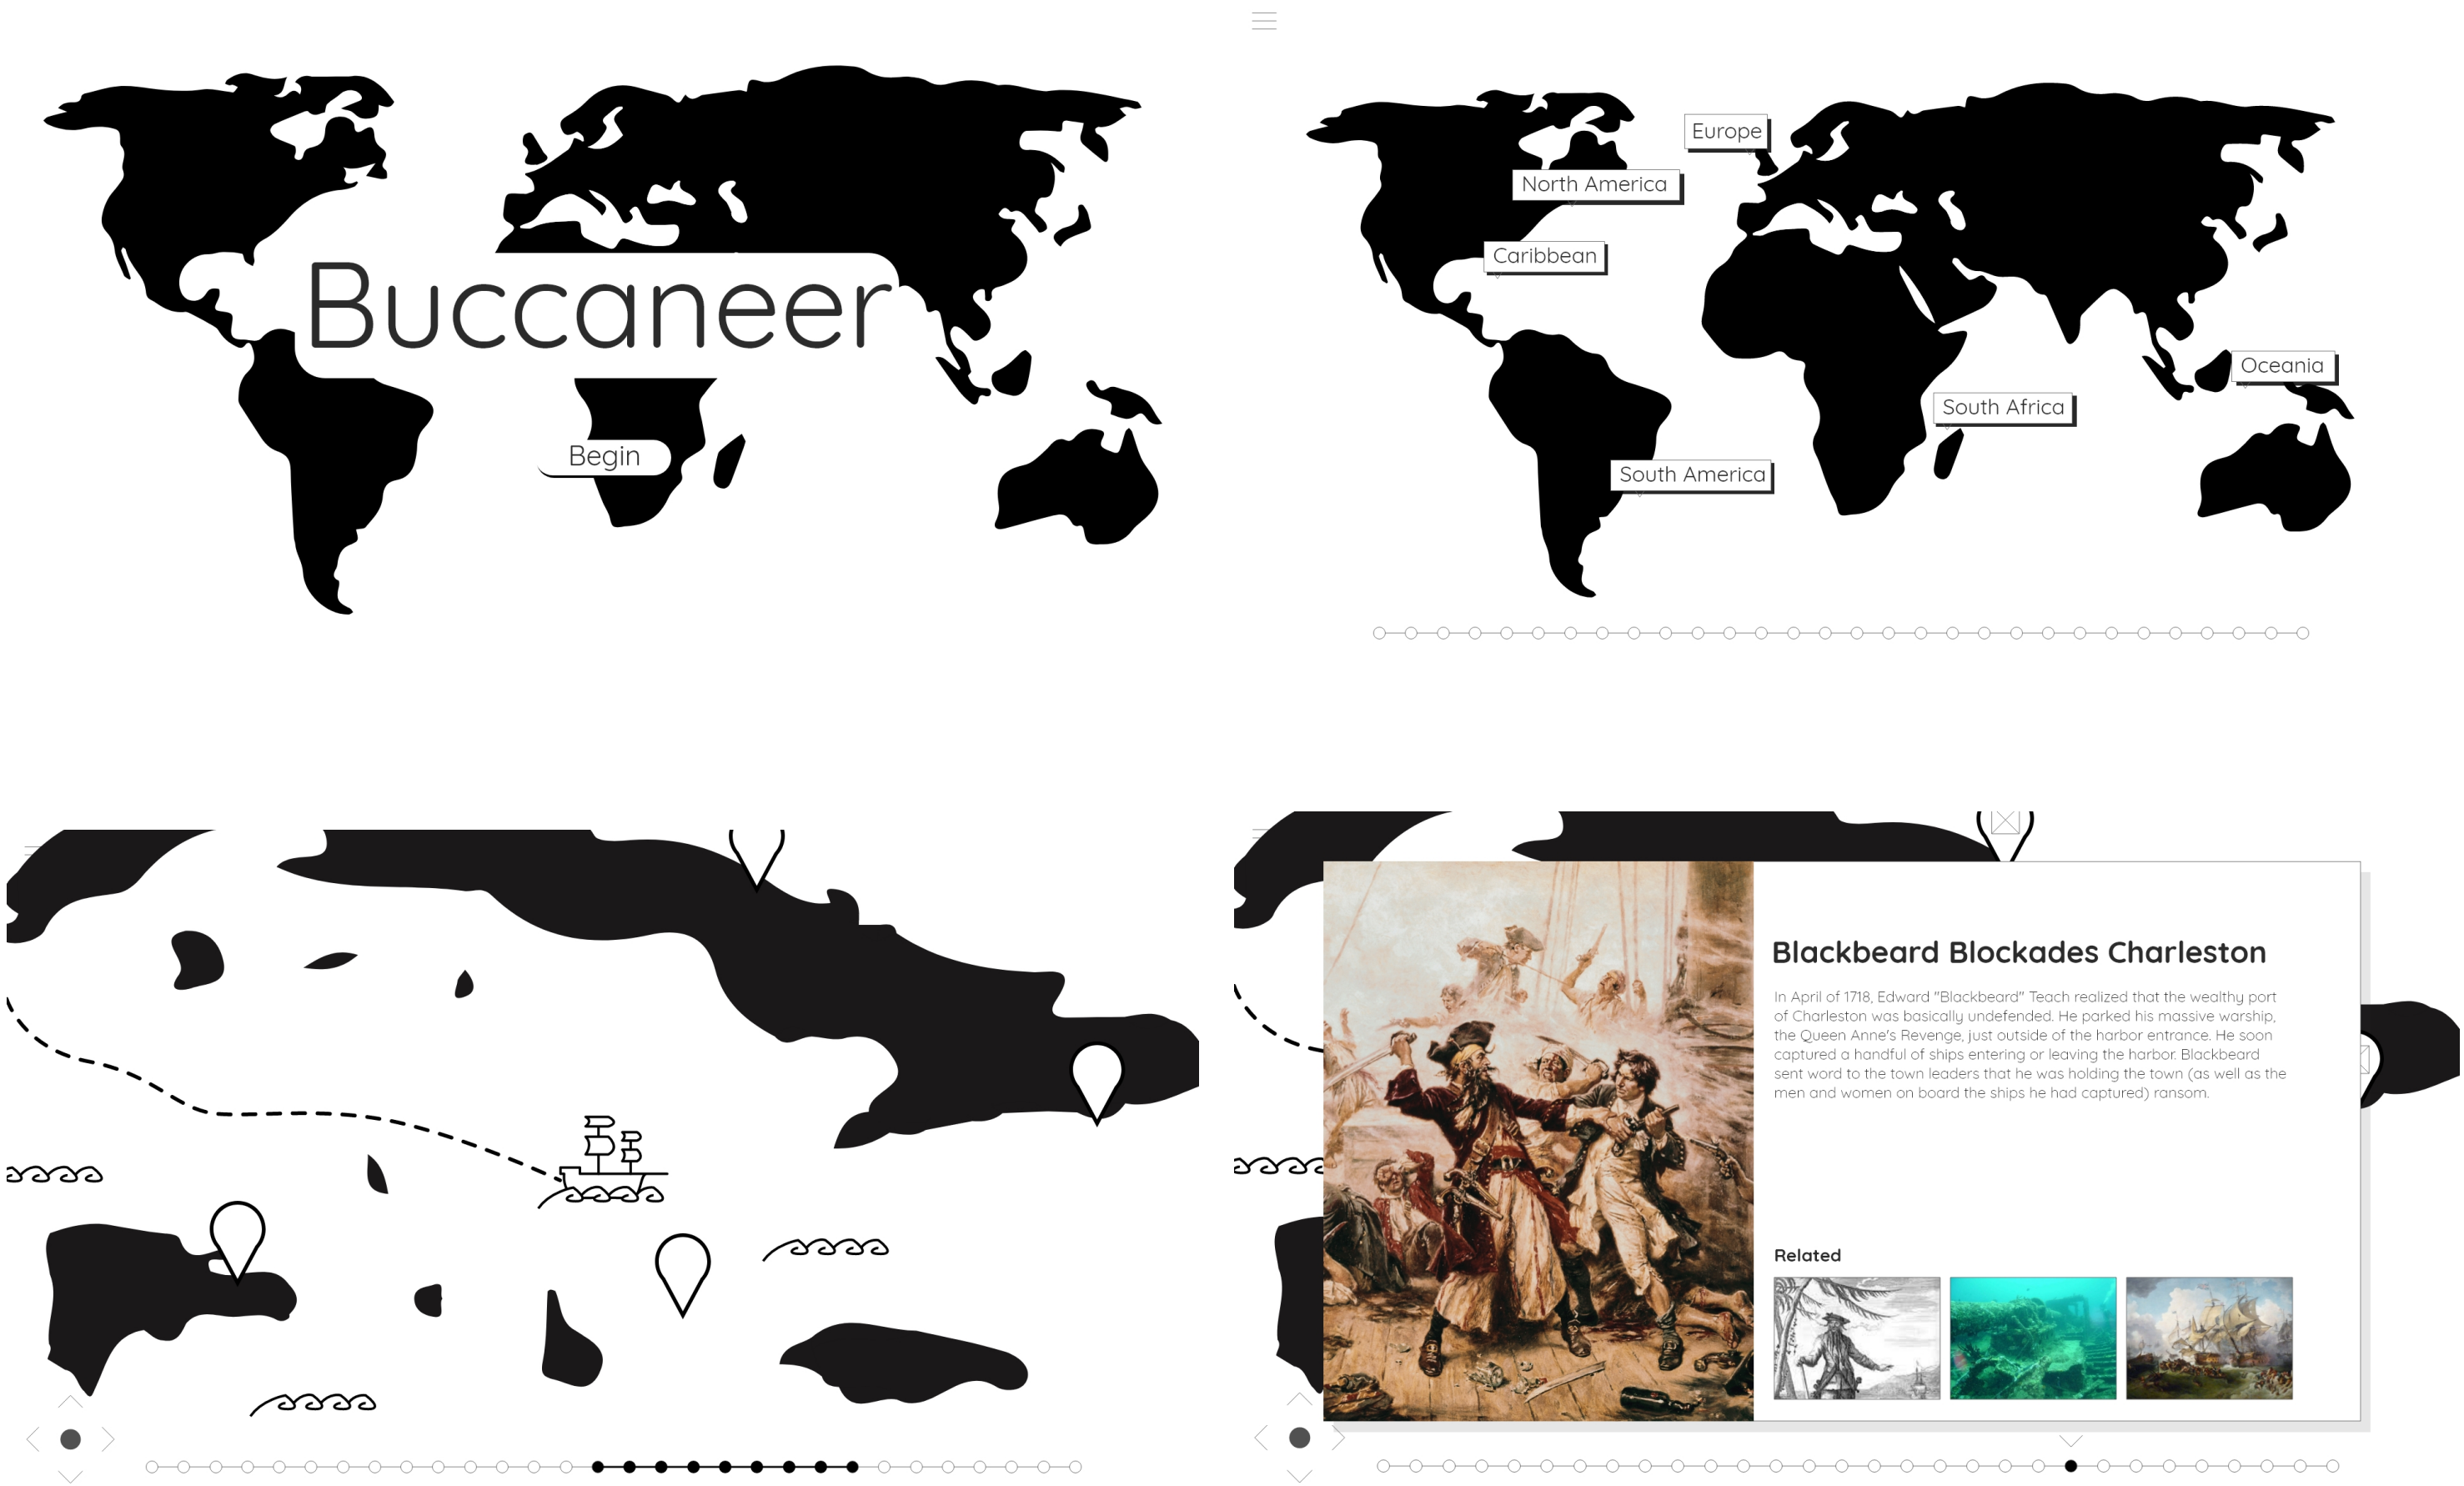 Buccaneer
Begin
Europe
North America
Caribbean
Oceania
South Africa
South America
Blackbeard Blockades Charleston
In April of 1718, Edward "Blackbeard" Teach realized that the wealthy port
of Charleston was basically undefended. He parked his massive warship,
the Queen Anne's Revenge, just outside of the harbor entrance. He soon
captured a handful of ships entering or leaving the harbor. Blackbeard
sent word to the town leaders that he was holding the town (as well as the
men and women on board the ships he had captured) ransom.
Related